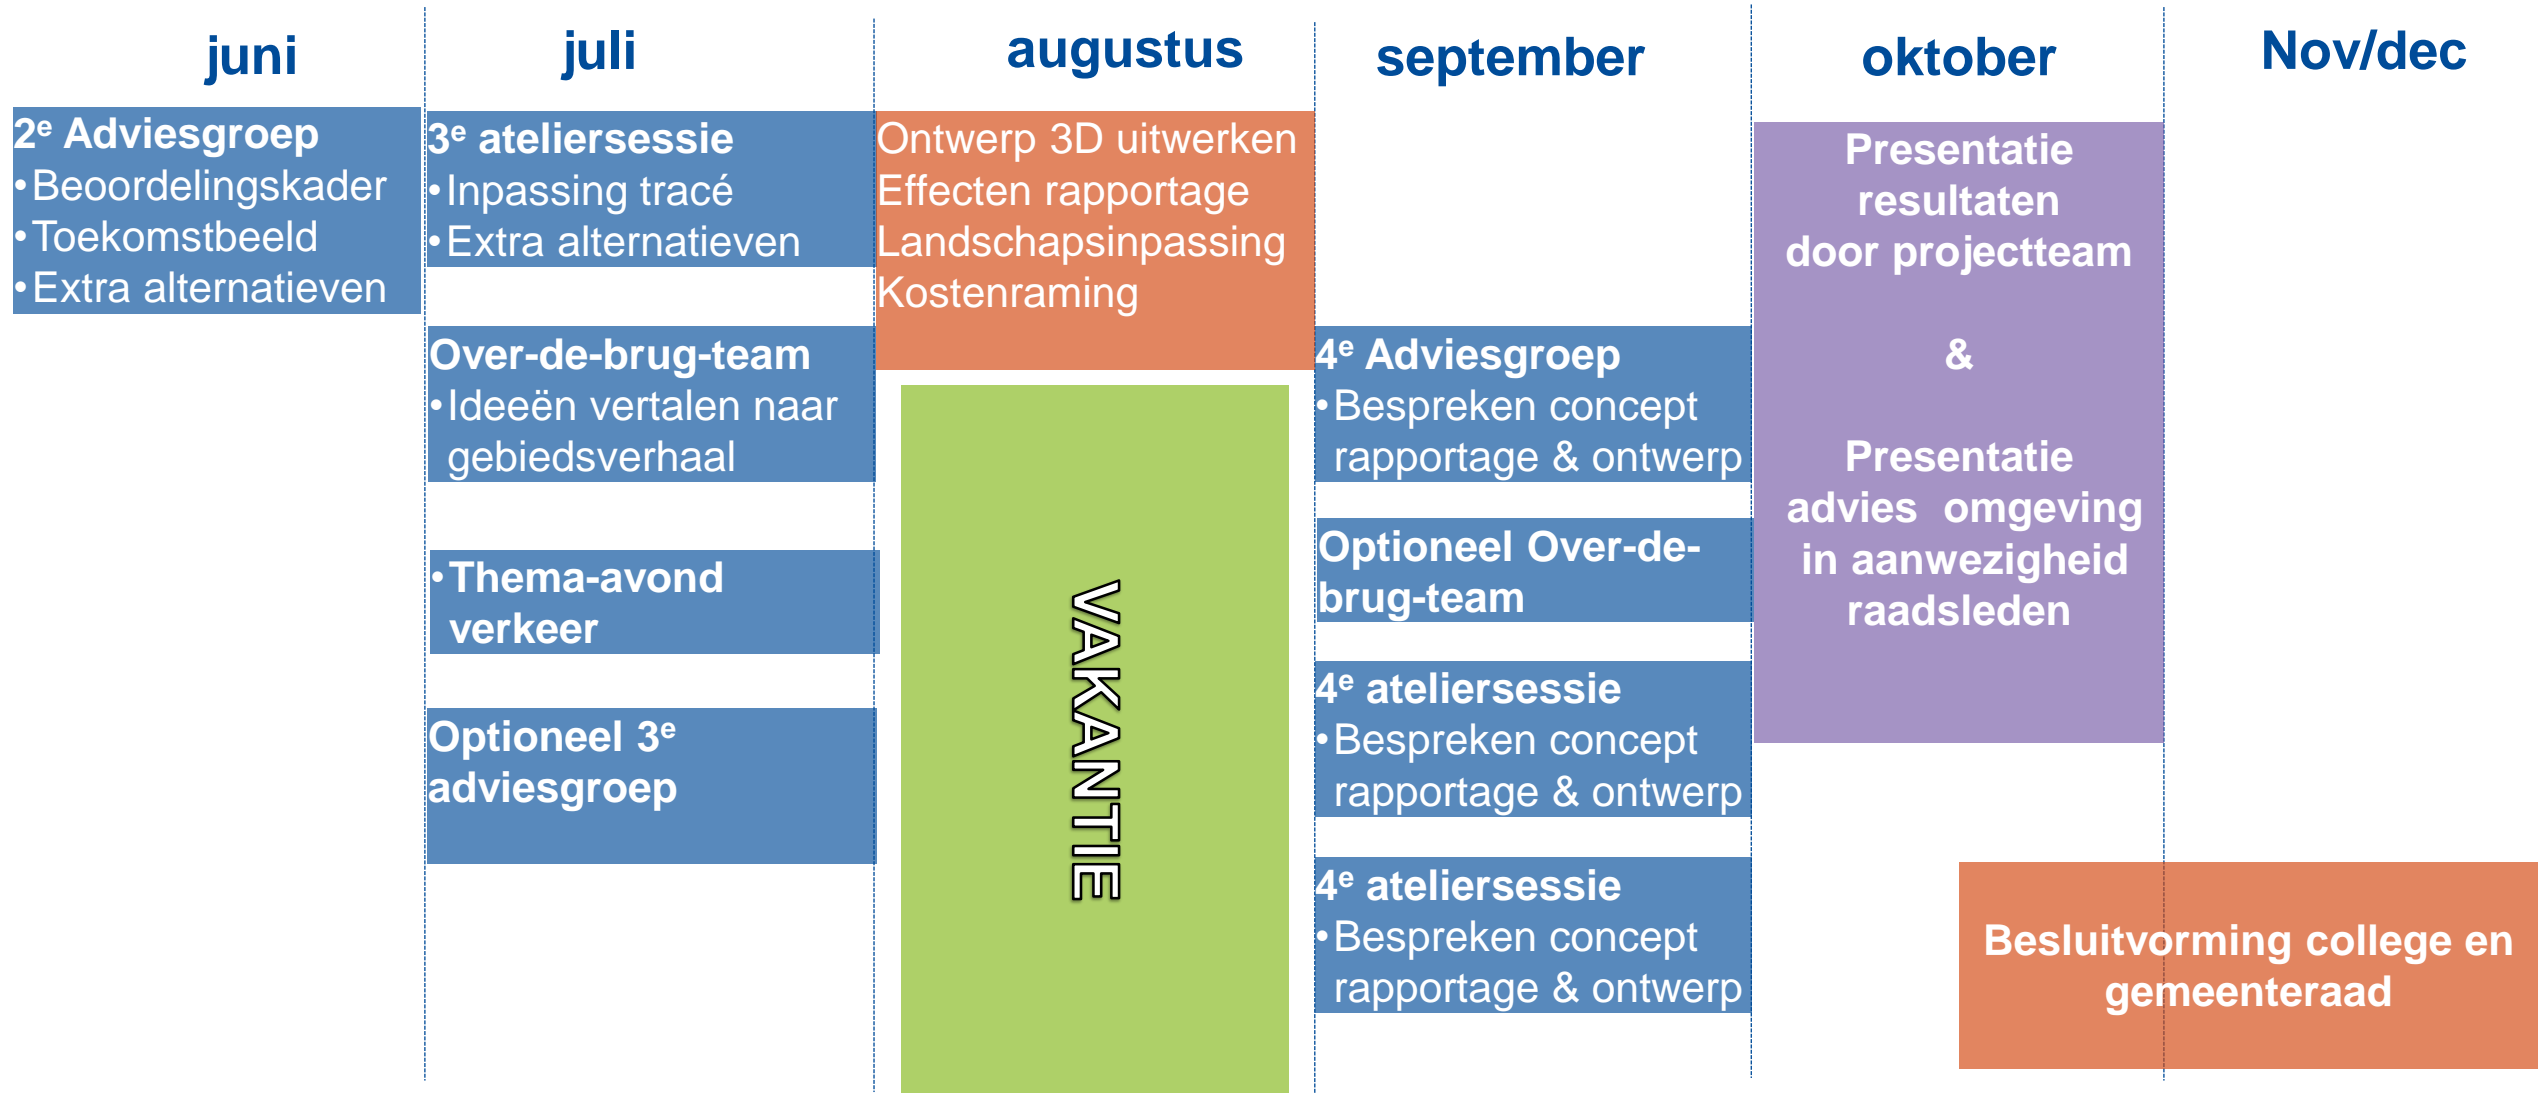 juni
juli
augustus
september
oktober
Nov/dec
2e Adviesgroep
•Beoordelingskader
•Toekomstbeeld
•Extra alternatieven
3e ateliersessie
•Inpassing tracé
•Extra alternatieven
Over-de-brug-team
•Ideeën vertalen naar
gebiedsverhaal
•Thema-avond
verkeer
Optioneel 3e
adviesgroep
Ontwerp 3D uitwerken
Effecten rapportage
Landschapsinpassing
Kostenraming
VAKANTIE
4e Adviesgroep
•Bespreken concept
rapportage & ontwerp
Optioneel Over-de-
brug-team
4e ateliersessie
•Bespreken concept
rapportage & ontwerp
4e ateliersessie
•Bespreken concept
rapportage & ontwerp
Presentatie
resultaten
door projectteam
&
Presentatie
advies omgeving
in aanwezigheid
raadsleden
Besluitvorming college en
gemeenteraad